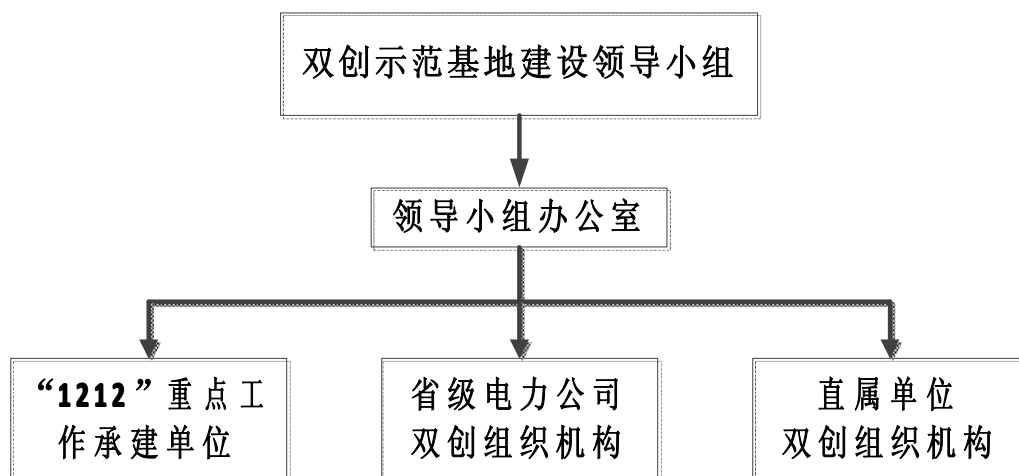 双创示范基地建设领导小组
领导小组办公室
“1212”重点工
作承建单位
省级电力公司
双创组织机构
直属单位
双创组织机构